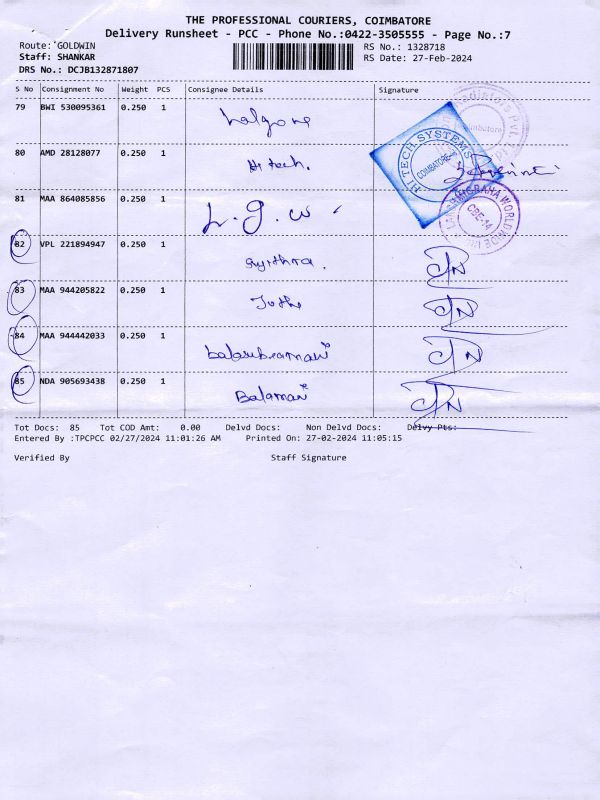 THE PROFESSIONAL COURIERS, COIMBATORE
Delivery Runsheet - PCC - Phone No.:0422-3505555 - Page No.:7
Route: GOLDWIN
RS No.: 1328718
Staff: SHANKAR
RS Date: 27-Feb-2024
DRS No.: DCJB132871807
S No Consignment No Weight PCS Consignee Details Signature
79 BWI 530095361 0.250 1
80 AMD 28128077 0.250 1 Hi tech.
HI TECH SYSTEMS
COIMBATORE
81 MAA 864085856 0.250 1 L.G.W
WORLDWIDE
CBE-14
82 VPL 221894947 0.250 1
83 MAA 944205822 0.250 1 Jothi
84 MAA 944442033 0.250 1 balasubramani
85 NDA 905693438 0.250 1 Balamani
Tot Docs: 85 Tot COD Amt: 0.00 Delvd Docs: Non Delvd Docs: Delvy Pts:
Entered By :TPCPCC 02/27/2024 11:01:26 AM Printed On: 27-02-2024 11:05:15
Verified By Staff Signature